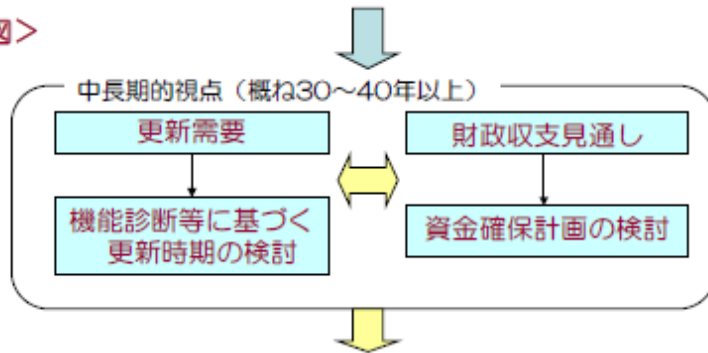 図＞
中長期的視点（概ね30～40年以上）
更新需要
財政収支見通し
機能診断等に基づく
更新時期の検討
資金確保計画の検討